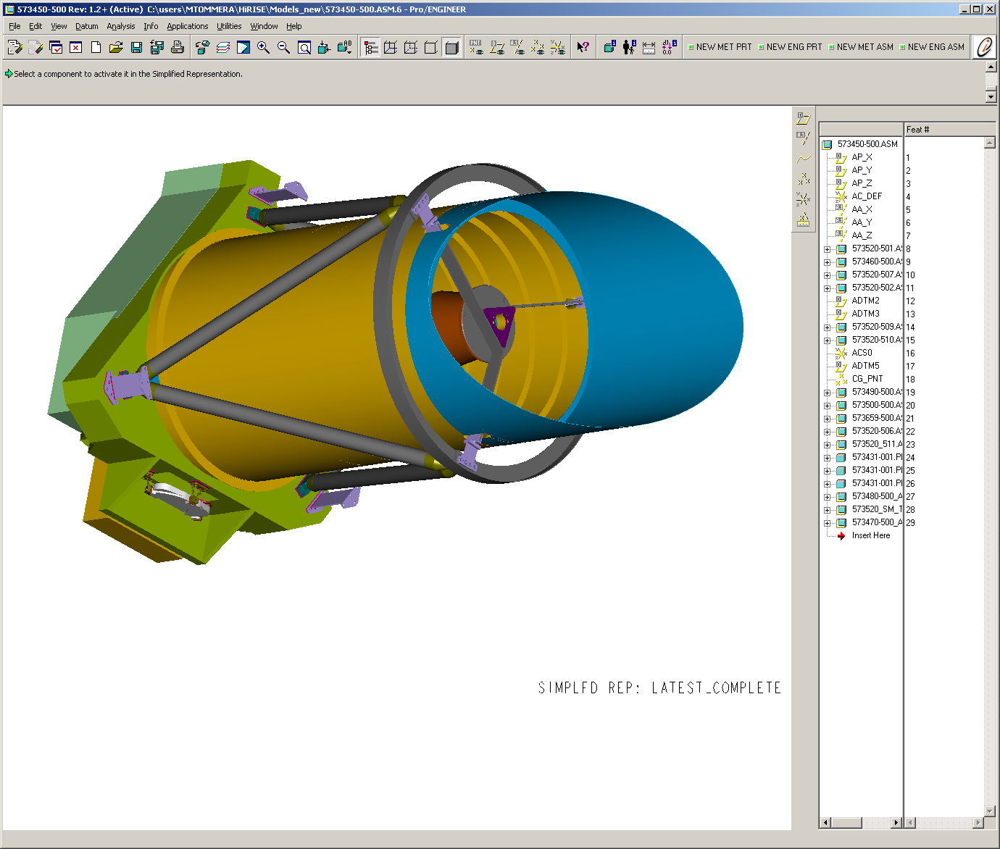 573450-500 Rev: 1.2+ (Active) C:\users\MTOMMERA\HiRISE\Models_new\573450-500.ASM.6 - Pro/ENGINEER
File Edit View Datum Analysis Info Applications Utilities Window Help
NEW MET PRT NEW ENG PRT NEW MET ASM NEW ENG ASM
Select a component to activate it in the Simplified Representation.
Feat #
573450-500.ASM
AP_X 1
AP_Y 2
AP_Z 3
AC_DEF 4
AA_X 5
AA_Y 6
AA_Z 7
573520-501.A 8
573460-500.A 9
573520-507.A 10
573520-502.A 11
ADTM2 12
ADTM3 13
573520-509.A 14
573520-510.A 15
ACS0 16
ADTM5 17
CG_PNT 18
573490-500.A 19
573500-500.A 20
573659-500.A 21
573520-506.A 22
573520_511.A 23
573431-001.P 24
573431-001.P 25
573431-001.P 26
573480-500_A 27
573520_SM_T 28
573470-500_A 29
Insert Here
SIMPLFD REP: LATEST_COMPLETE